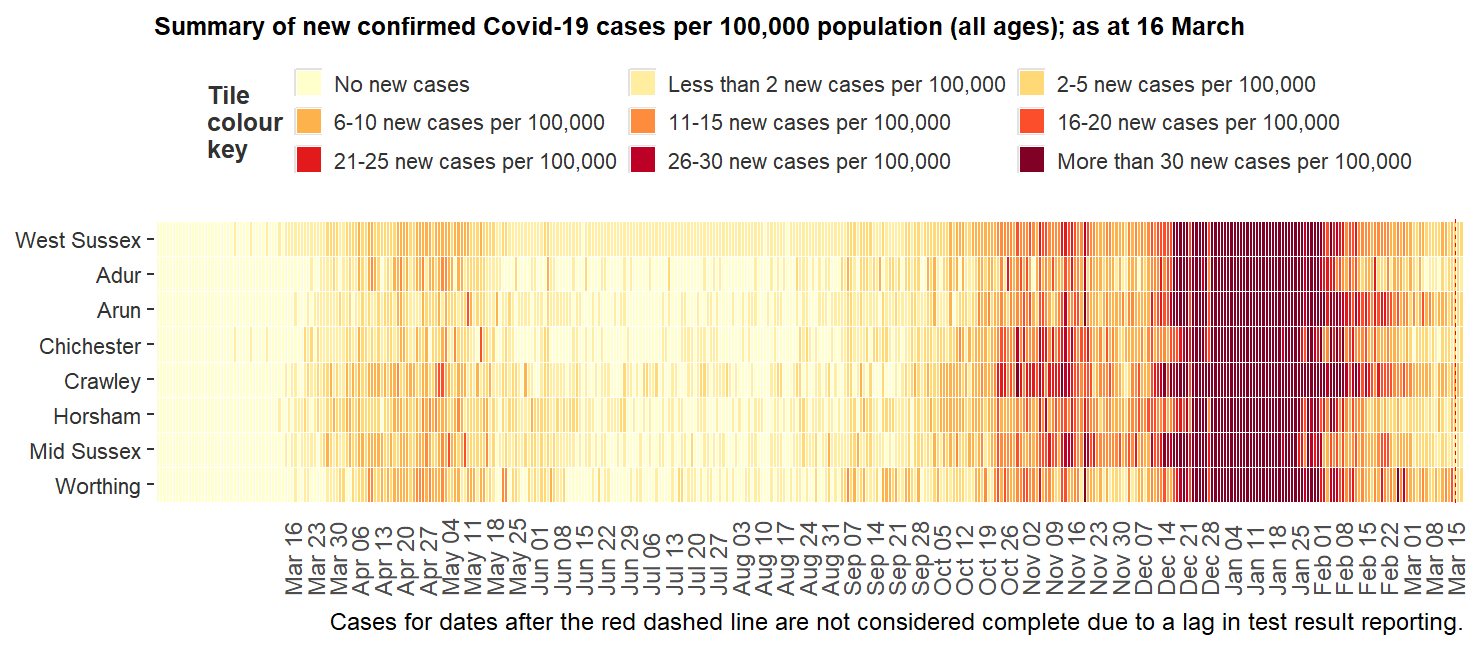 Summary of new confirmed Covid-19 cases per 100,000 population (all ages); as at 16 March
Tile
colour
key
No new cases
Less than 2 new cases per 100,000
2-5 new cases per 100,000
6-10 new cases per 100,000
11-15 new cases per 100,000
16-20 new cases per 100,000
21-25 new cases per 100,000
26-30 new cases per 100,000
More than 30 new cases per 100,000
West Sussex
Adur
Arun
Chichester
Crawley
Horsham
Mid Sussex
Worthing
Mar 16
Mar 23
Mar 30
Apr 06
Apr 13
Apr 20
Apr 27
May 04
May 11
May 18
May 25
Jun 01
Jun 08
Jun 15
Jun 22
Jun 29
Jul 06
Jul 13
Jul 20
Jul 27
Aug 03
Aug 10
Aug 17
Aug 24
Aug 31
Sep 07
Sep 14
Sep 21
Sep 28
Oct 05
Oct 12
Oct 19
Oct 26
Nov 02
Nov 09
Nov 16
Nov 23
Nov 30
Dec 07
Dec 14
Dec 21
Dec 28
Jan 04
Jan 11
Jan 18
Jan 25
Feb 01
Feb 08
Feb 15
Feb 22
Mar 01
Mar 08
Mar 15
Cases for dates after the red dashed line are not considered complete due to a lag in test result reporting.